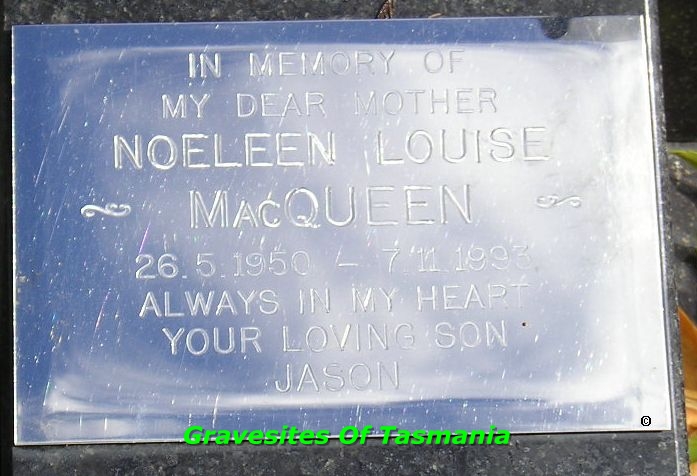 IN MEMORY OF
MY DEAR MOTHER
NOELEEN LOUISE
MACQUEEN
26.5.1950 – 7.11.1993
ALWAYS IN MY HEART
YOUR LOVING SON
JASON
©
Gravesites Of Tasmania